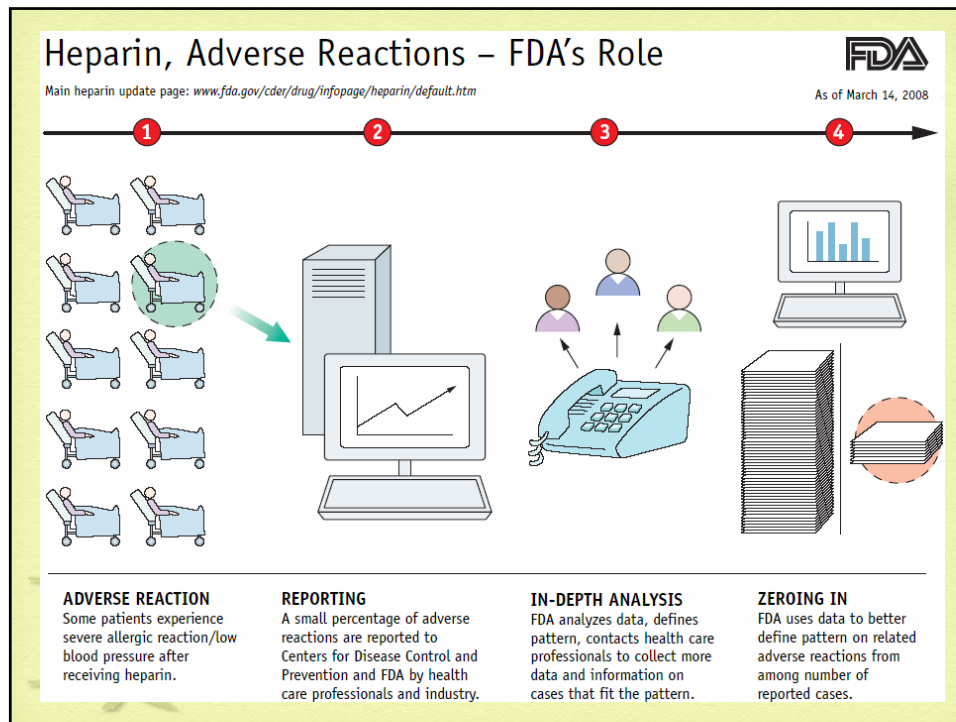 Heparin, Adverse Reactions – FDA's Role
FDA
Main heparin update page: www.fda.gov/cder/drug/infopage/heparin/default.htm
As of March 14, 2008
1
2
3
4
ADVERSE REACTION
Some patients experience
severe allergic reaction/low
blood pressure after
receiving heparin.
REPORTING
A small percentage of adverse
reactions are reported to
Centers for Disease Control and
Prevention and FDA by health
care professionals and industry.
IN-DEPTH ANALYSIS
FDA analyzes data, defines
pattern, contacts health care
professionals to collect more
data and information on
cases that fit the pattern.
ZEROING IN
FDA uses data to better
define pattern on related
adverse reactions from
among number of
reported cases.